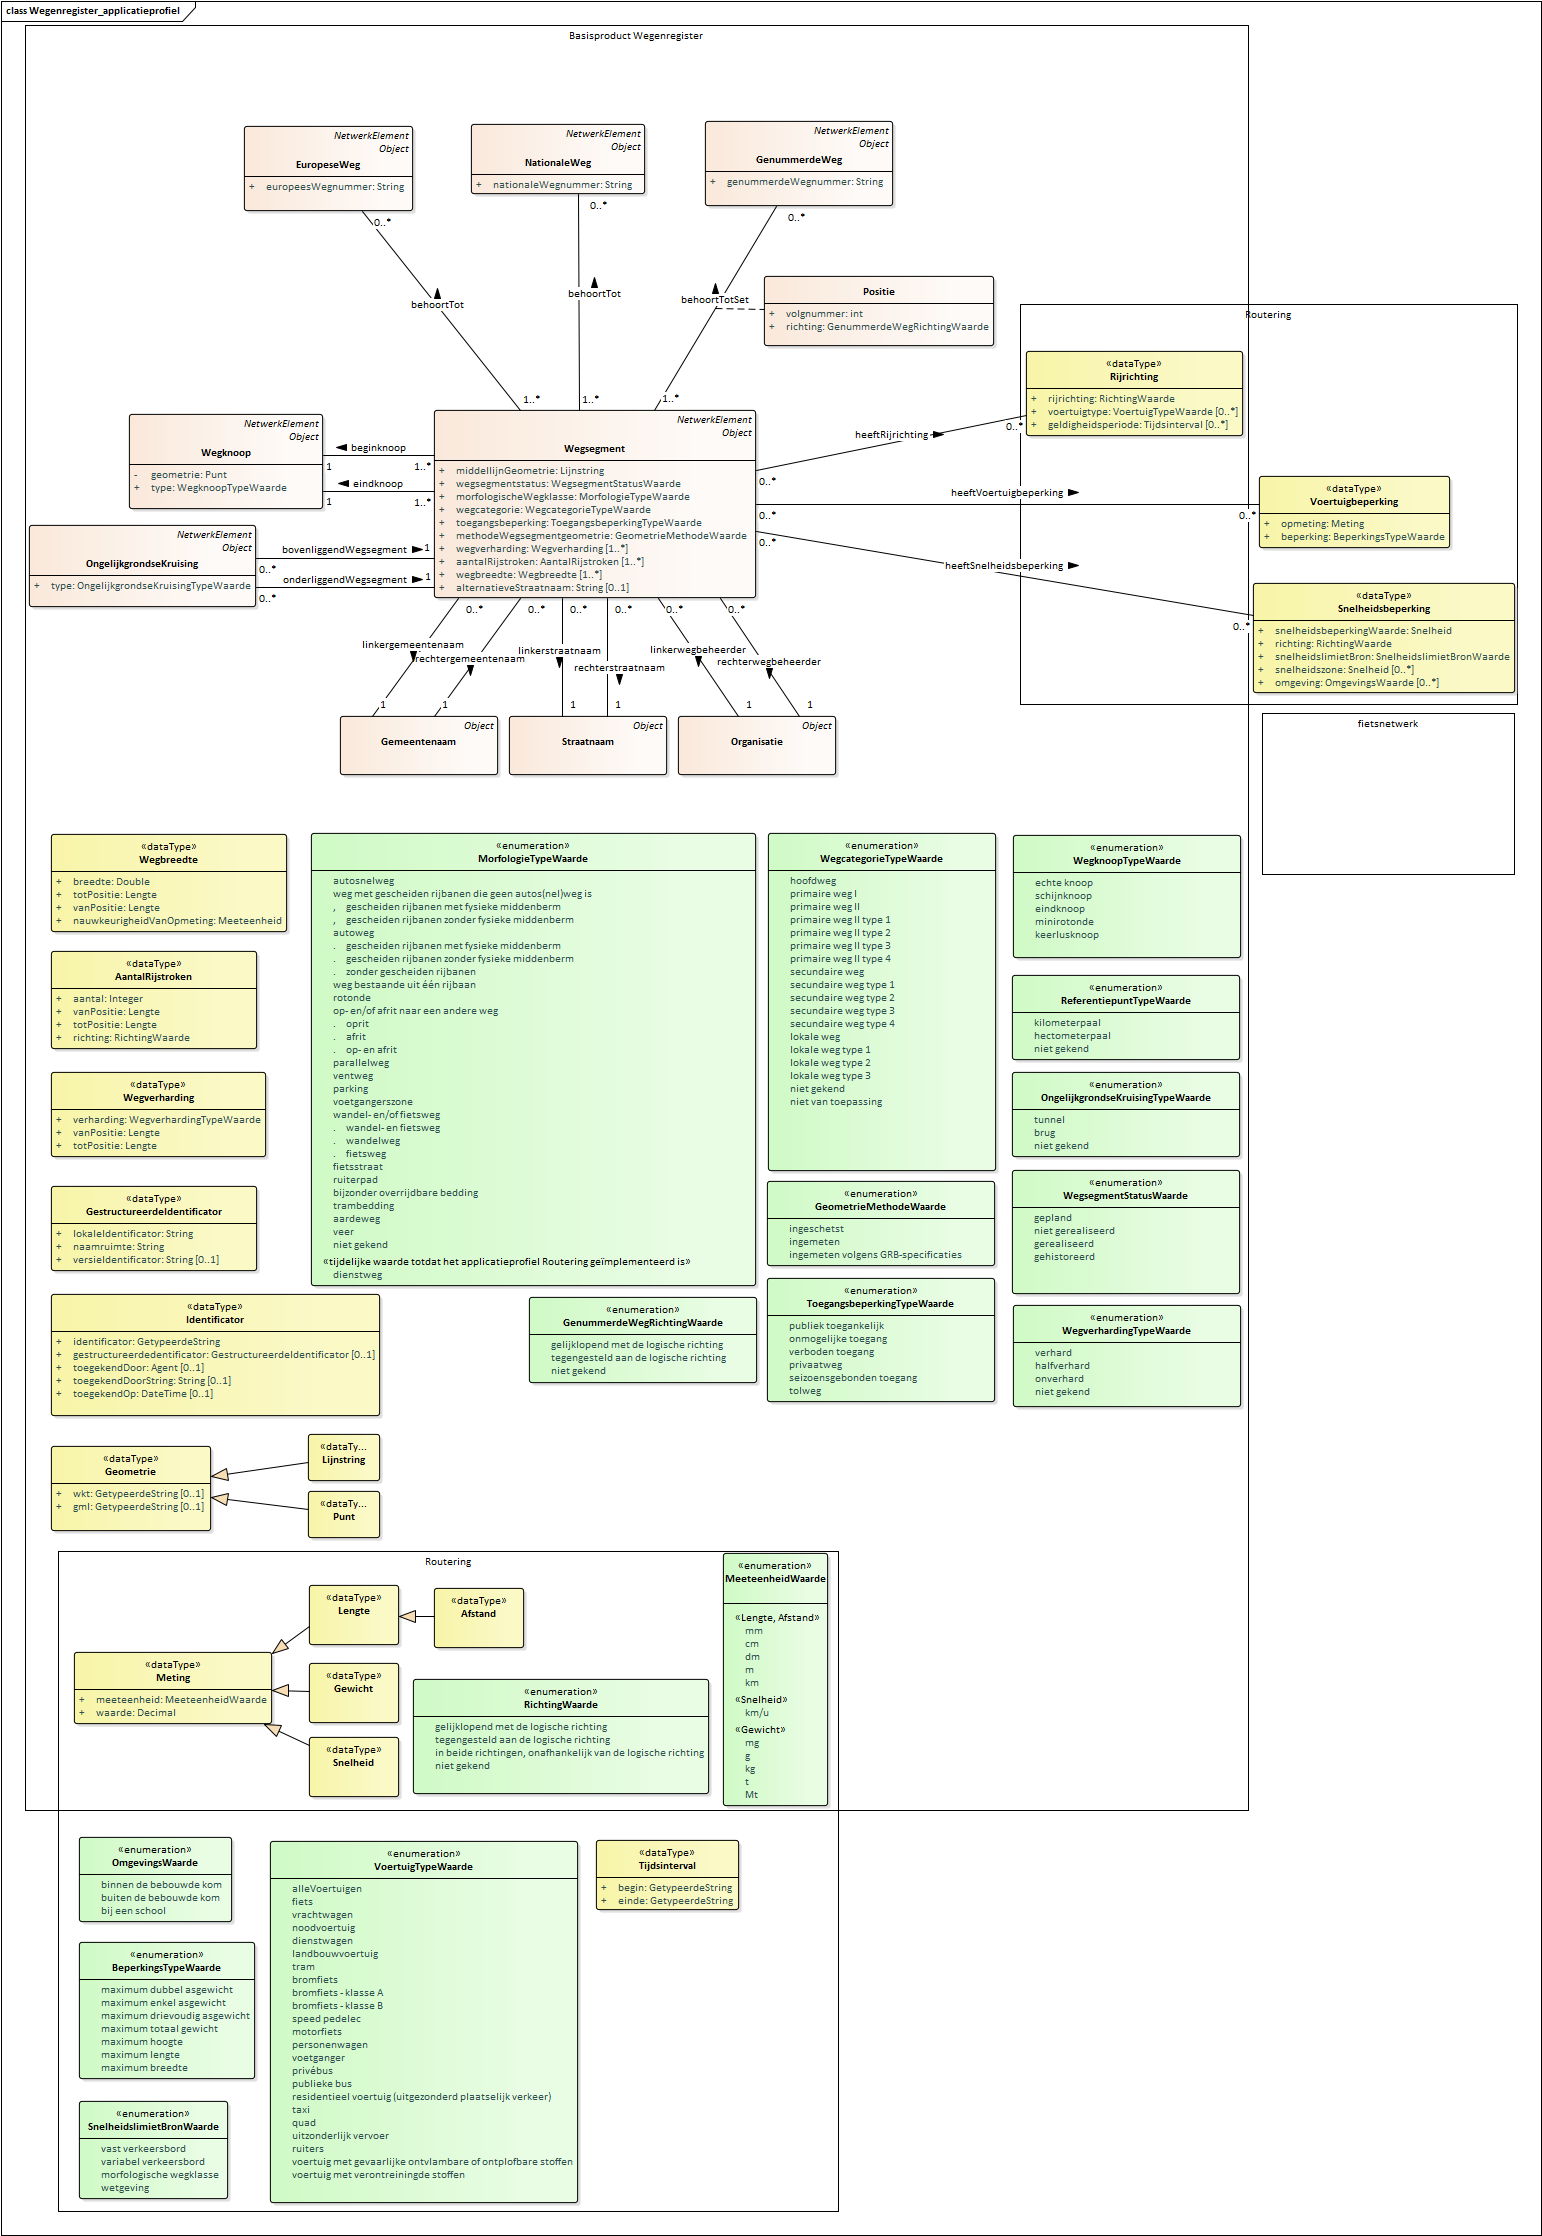 class Wegenregister_applicatieprofiel
Basisproduct Wegenregister
NetwerkElement
Object
EuropeseWeg
+ europeesWegnummer: String
NetwerkElement
Object
NationaleWeg
+ nationaleWegnummer: String
NetwerkElement
Object
GenummerdeWeg
+ genummerdeWegnummer: String
0..*
0..*
0..*
behoortTot
behoortTot
behoortTotSet
Positie
+ volgnummer: int
+ richting: GenummerdeWegRichtingWaarde
1..*
1..*
1..*
Routering
«dataType»
Rijrichting
+ rijrichting: RichtingWaarde
+ voertuigtype: VoertuigTypeWaarde [0..*]
+ geldigheidsperiode: Tijdsinterval [0..*]
NetwerkElement
Object
Wegknoop
- geometrie: Punt
+ type: WegknoopTypeWaarde
beginknoop
1
1..*
eindknoop
1
1..*
NetwerkElement
Object
Wegsegment
+ middellijnGeometrie: Lijnstring
+ wegsegmentstatus: WegsegmentStatusWaarde
+ morfologischeWegklasse: MorfologieTypeWaarde
+ wegcategorie: WegcategorieTypeWaarde
+ toegangsbeperking: ToegangsbeperkingTypeWaarde
+ methodeWegsegmentgeometrie: GeometrieMethodeWaarde
+ wegverharding: Wegverharding [1..*]
+ aantalRijstroken: AantalRijstroken [1..*]
+ wegbreedte: Wegbreedte [1..*]
+ alternatieveStraatnaam: String [0..1]
heeftRijrichting
0..*
0..*
heeftVoertuigbeperking
0..*
0..*
heeftSnelheidsbeperking
0..*
0..*
«dataType»
Voertuigbeperking
+ opmeting: Meting
+ beperking: BeperkingsTypeWaarde
«dataType»
Snelheidsbeperking
+ snelheidsbeperkingWaarde: Snelheid
+ richting: RichtingWaarde
+ snelheidslimietBron: SnelheidslimietBronWaarde
+ snelheidszone: Snelheid [0..*]
+ omgeving: OmgevingsWaarde [0..*]
NetwerkElement
Object
OngelijkgrondseKruising
+ type: OngelijkgrondseKruisingTypeWaarde
bovenliggendWegsegment
1
0..*
onderliggendWegsegment
1
0..*
0..*
0..*
0..*
0..*
0..*
0..*
linkergemeentenaam
rechtergemeentenaam
linkerstraatnaam
rechterstraatnaam
linkerwegbeheerder
rechterwegbeheerder
1
1
1
1
1
1
Object
Gemeentenaam
Object
Straatnaam
Object
Organisatie
fietsnetwerk
«dataType»
Wegbreedte
+ breedte: Double
+ totPositie: Lengte
+ vanPositie: Lengte
+ nauwkeurigheidVanOpmeting: Meeteenheid
«dataType»
AantalRijstroken
+ aantal: Integer
+ vanPositie: Lengte
+ totPositie: Lengte
+ richting: RichtingWaarde
«dataType»
Wegverharding
+ verharding: WegverhardingTypeWaarde
+ vanPositie: Lengte
+ totPositie: Lengte
«dataType»
GestructureerdeIdentificator
+ lokaleIdentificator: String
+ naamruimte: String
+ versieIdentificator: String [0..1]
«dataType»
Identificator
+ identificator: GetypeerdeString
+ gestructureerdedentificator: GestructureerdeIdentificator [0..1]
+ toegekendDoor: Agent [0..1]
+ toegekendDoorString: String [0..1]
+ toegekendOp: DateTime [0..1]
«dataType»
Geometrie
+ wkt: GetypeerdeString [0..1]
+ gml: GetypeerdeString [0..1]
«dataTy...
Lijnstring
«dataTy...
Punt
«enumeration»
MorfologieTypeWaarde
autosnelweg
weg met gescheiden rijbanen die geen autos(nel)weg is
, gescheiden rijbanen met fysieke middenberm
, gescheiden rijbanen zonder fysieke middenberm
autoweg
. gescheiden rijbanen met fysieke middenberm
. gescheiden rijbanen zonder fysieke middenberm
. zonder gescheiden rijbanen
weg bestaande uit één rijbaan
rotonde
op- en/of afrit naar een andere weg
. oprit
. afrit
. op- en afrit
parallelweg
ventweg
parking
voetgangerszone
wandel- en/of fietsweg
. wandel- en fietsweg
. wandelweg
. fietsweg
fietsstraat
ruiterpad
bijzonder overrijdbare bedding
trambedding
aardeweg
veer
niet gekend
«tijdelijke waarde totdat het applicatieprofiel Routering geïmplementeerd is»
dienstweg
«enumeration»
WegcategorieTypeWaarde
hoofdweg
primaire weg I
primaire weg II
primaire weg II type 1
primaire weg II type 2
primaire weg II type 3
primaire weg II type 4
secundaire weg
secundaire weg type 1
secundaire weg type 2
secundaire weg type 3
secundaire weg type 4
lokale weg
lokale weg type 1
lokale weg type 2
lokale weg type 3
niet gekend
niet van toepassing
«enumeration»
WegknoopTypeWaarde
echte knoop
schijnknoop
eindknoop
minirotonde
keerlusknoop
«enumeration»
ReferentiepuntTypeWaarde
kilometerpaal
hectometerpaal
niet gekend
«enumeration»
OngelijkgrondseKruisingTypeWaarde
tunnel
brug
niet gekend
«enumeration»
WegsegmentStatusWaarde
gepland
niet gerealiseerd
gerealiseerd
gehistoreerd
«enumeration»
WegverhardingTypeWaarde
verhard
halfverhard
onverhard
niet gekend
«enumeration»
GeometrieMethodeWaarde
ingeschetst
ingemeten
ingemeten volgens GRB-specificaties
«enumeration»
ToegangsbeperkingTypeWaarde
publiek toegankelijk
onmogelijke toegang
verboden toegang
privaatweg
seizoensgebonden toegang
tolweg
«enumeration»
GenummerdeWegRichtingWaarde
gelijklopend met de logische richting
tegengesteld aan de logische richting
niet gekend
Routering
«dataType»
Lengte
«dataType»
Afstand
«dataType»
Meting
+ meeteenheid: MeeteenheidWaarde
+ waarde: Decimal
«dataType»
Gewicht
«dataType»
Snelheid
«enumeration»
RichtingWaarde
gelijklopend met de logische richting
tegengesteld aan de logische richting
in beide richtingen, onafhankelijk van de logische richting
niet gekend
«enumeration»
MeeteenheidWaarde
«Lengte, Afstand»
mm
cm
dm
m
km
«Snelheid»
km/u
«Gewicht»
mg
g
kg
t
Mt
«enumeration»
OmgevingsWaarde
binnen de bebouwde kom
buiten de bebouwde kom
bij een school
«enumeration»
BeperkingsTypeWaarde
maximum dubbel asgewicht
maximum enkel asgewicht
maximum drievoudig asgewicht
maximum totaal gewicht
maximum hoogte
maximum lengte
maximum breedte
«enumeration»
SnelheidslimietBronWaarde
vast verkeersbord
variabel verkeersbord
morfologische wegklasse
wetgeving
«enumeration»
VoertuigTypeWaarde
alleVoertuigen
fiets
vrachtwagen
noodvoertuig
dienstwagen
landbouwvoertuig
tram
bromfiets
bromfiets - klasse A
bromfiets - klasse B
speed pedelec
motorfiets
personenwagen
voetganger
privébus
publieke bus
residentieel voertuig (uitgezonderd plaatselijk verkeer)
taxi
quad
uitzonderlijk vervoer
ruiters
voertuig met gevaarlijke ontvlambare of ontplofbare stoffen
voertuig met verontreiningde stoffen
«dataType»
Tijdsinterval
+ begin: GetypeerdeString
+ einde: GetypeerdeString